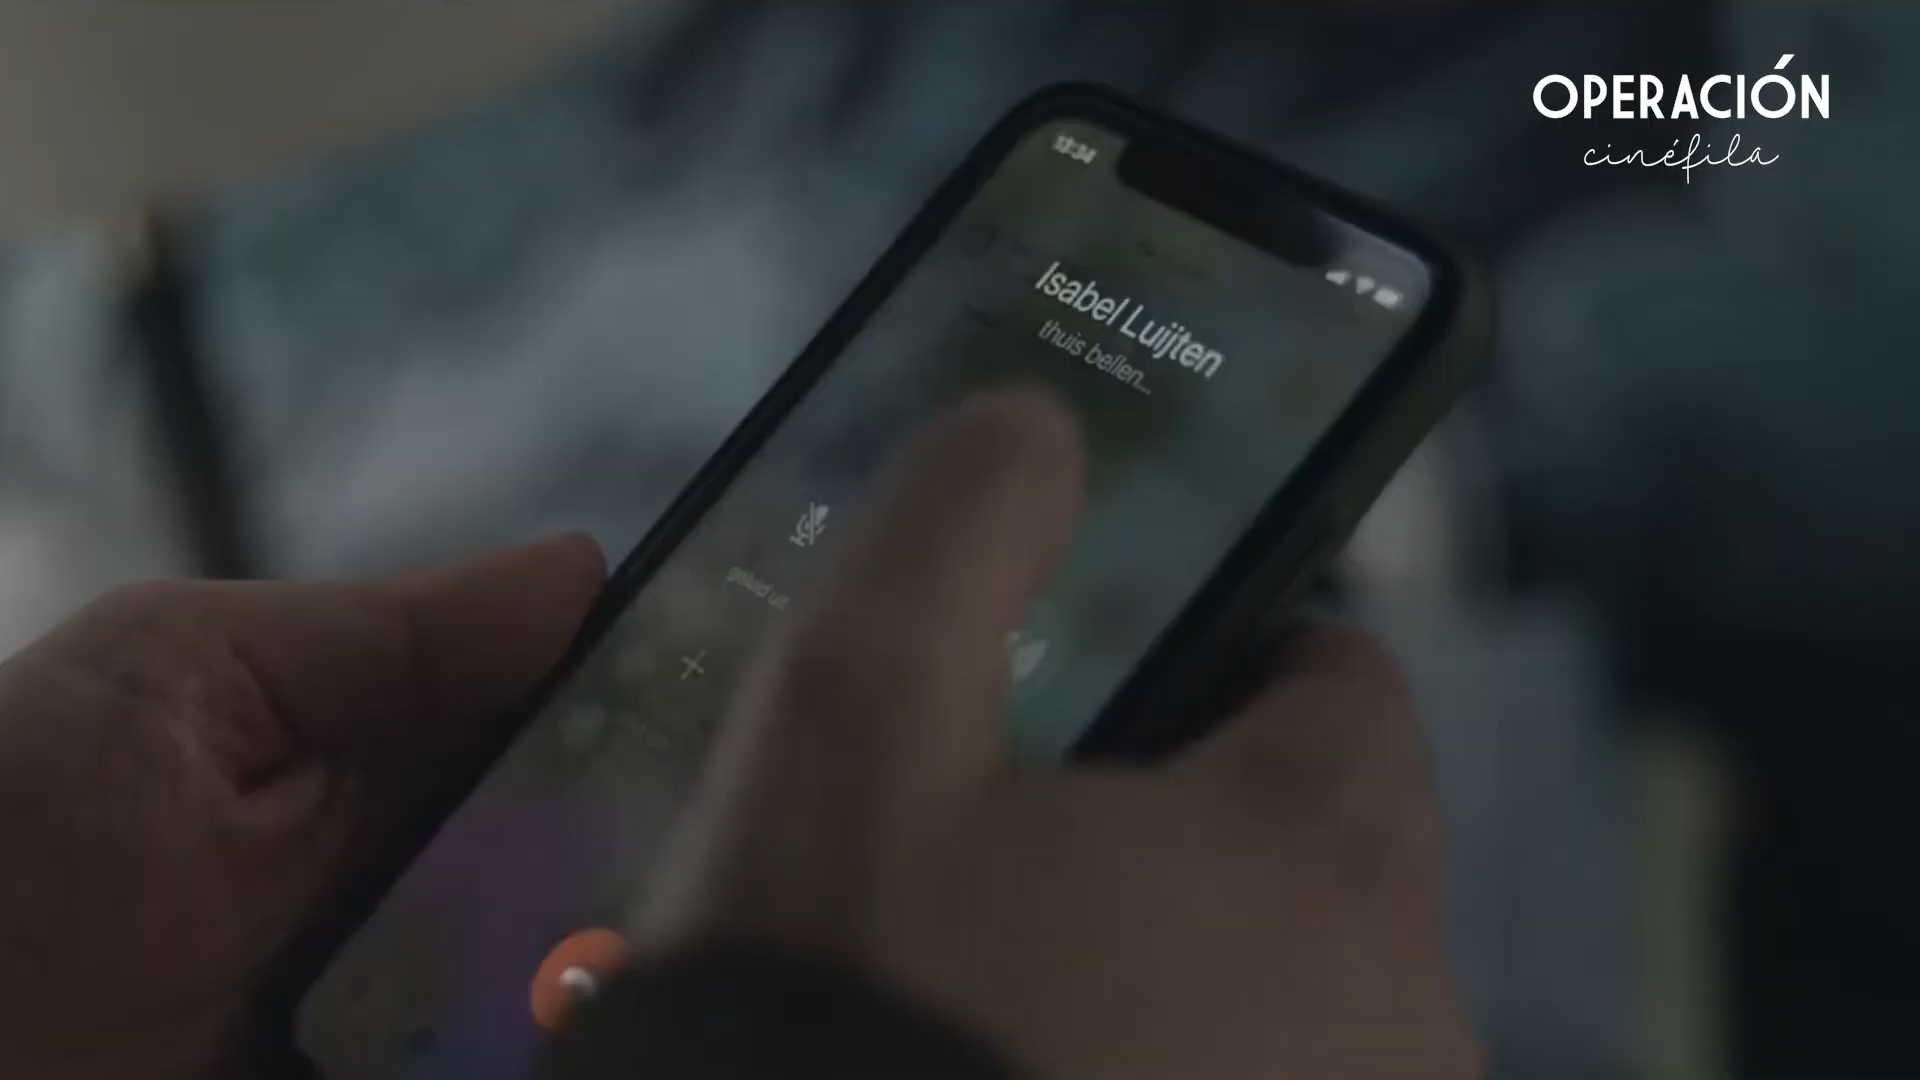 OPERACIÓN
cinéfila
Isabel Luijten
thuis bellen...
geluid uit